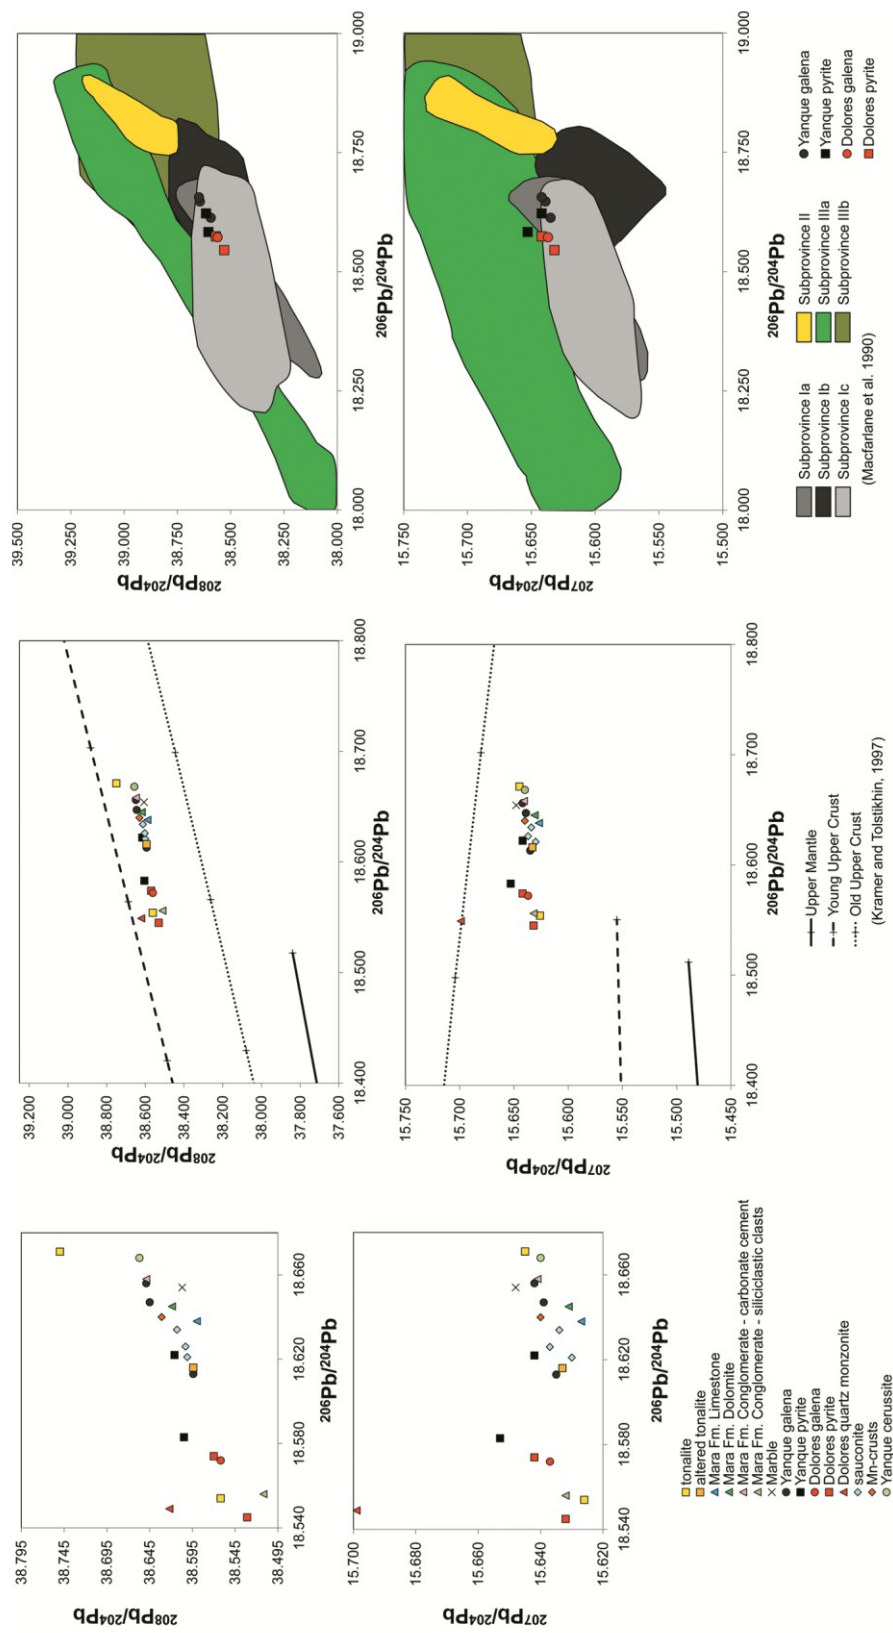 38.795
38.745
38.695
38.645
38.595
38.545
38.495
208Pb/204Pb
18.540
18.580
18.620
18.660
206Pb/204Pb
15.700
15.660
15.640
15.620
207Pb/204Pb
18.540
18.580
18.620
18.660
206Pb/204Pb
tonalite
altered tonalite
Mara Fm. Limestone
Mara Fm. Dolomite
Mara Fm. Conglomerate - carbonate cement
Mara Fm. Conglomerate - siliciclastic clasts
Marble
Yanque galena
Yanque pyrite
Dolores galena
Dolores pyrite
Dolores quartz monzonite
sauconite
Mn-crusts
Yanque cerussite
39.200
39.000
38.800
38.600
38.400
38.200
38.000
37.800
37.600
208Pb/204Pb
18.400
18.500
18.600
18.700
18.800
206Pb/204Pb
15.750
15.700
15.650
15.600
15.550
15.500
15.450
207Pb/204Pb
18.400
18.500
18.600
18.700
18.800
206Pb/204Pb
Upper Mantle
Young Upper Crust
Old Upper Crust
(Kramer and Tolstikhin, 1997)
39.500
39.000
38.750
38.500
38.250
38.000
208Pb/204Pb
18.000
18.250
18.500
18.750
19.000
206Pb/204Pb
15.750
15.700
15.650
15.600
15.550
15.500
207Pb/204Pb
18.000
18.250
18.500
18.750
19.000
206Pb/204Pb
Subprovince Ia
Subprovince Ib
Subprovince Ic
(Macfarlane et al. 1990)
Subprovince II
Subprovince IIIa
Subprovince IIIb
Yanque galena
Yanque pyrite
Dolores galena
Dolores pyrite